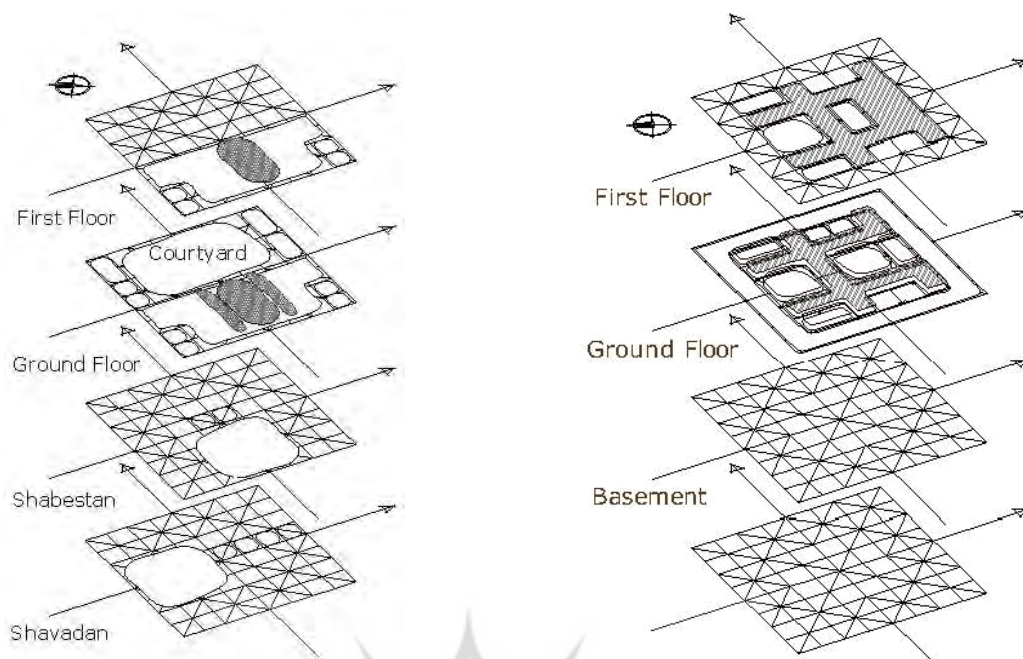 First Floor
Courtyard
Ground Floor
Shabestan
Shavadan
First Floor
Ground Floor
Basement